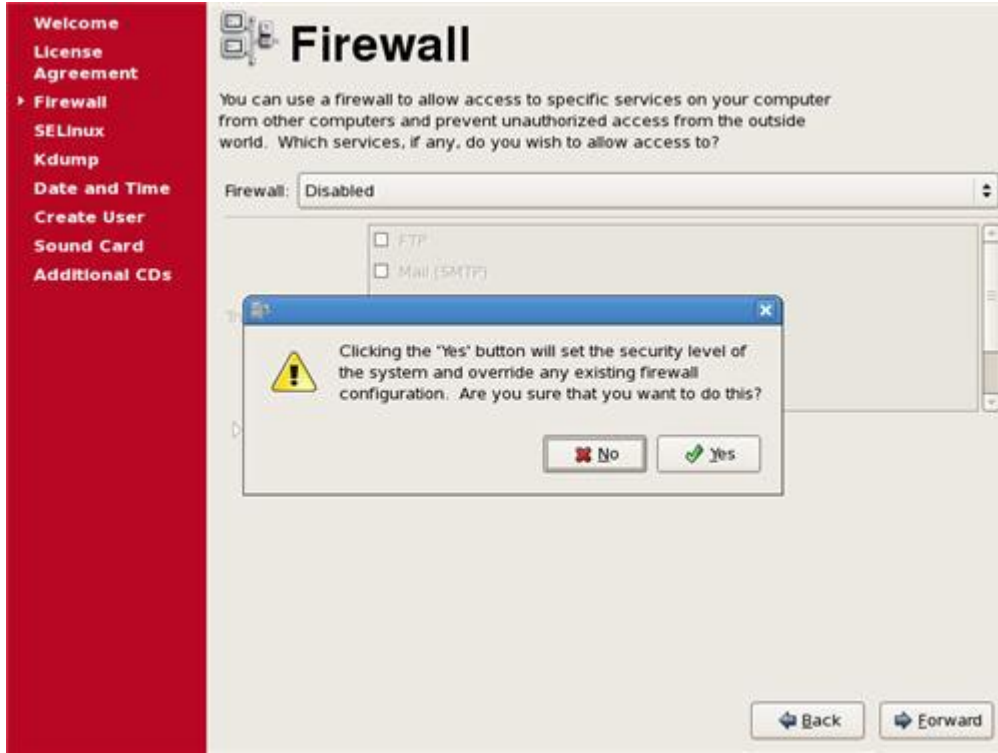 Welcome
License
Agreement
Firewall
SELinux
Kdump
Date and Time
Create User
Sound Card
Additional CDs
Firewall
You can use a firewall to allow access to specific services on your computer
from other computers and prevent unauthorized access from the outside
world. Which services, if any, do you wish to allow access to?
Firewall: Disabled
FTP
Mail (SMTP)
Clicking the "Yes" button will set the security level of
the system and override any existing firewall
configuration. Are you sure that you want to do this?
No Yes
Back Forward